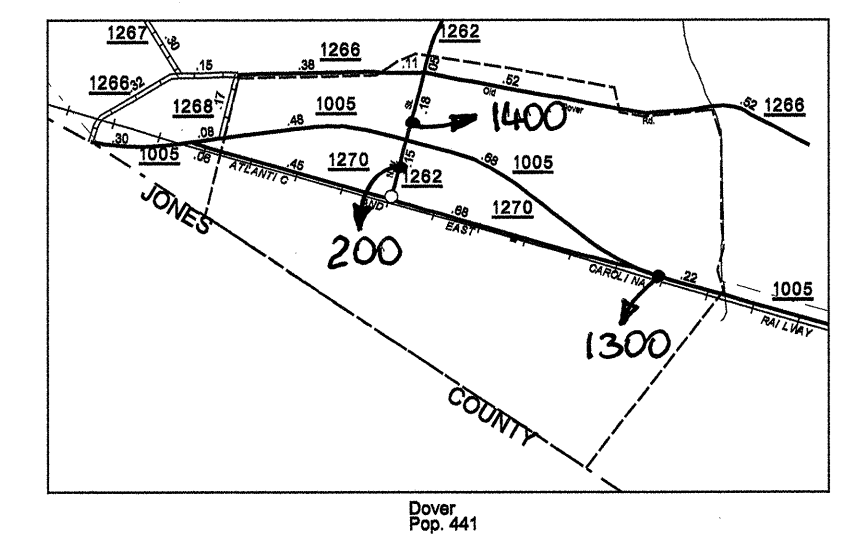 1267
.30
1262
1266
.15
.38
.11
.05
1266
.32
1268
.17
1005
.18
1400
.52
Old
Dover
Rd.
.52
1266
.48
.08
.30
1005
.06
.45
1270
.15
1262
.68
1005
ATLANTIC
AND
.88
1270
EAST
JONES
200
CAROLINA
.22
1005
RAILWAY
1300
COUNTY
Dover
Pop. 441